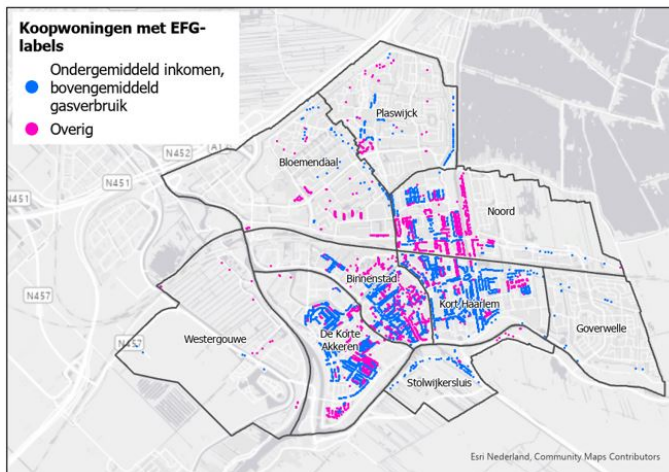 Koopwoningen met EFG-
labels
Ondergemiddeld inkomen,
bovengemiddeld
gasverbruik
Overig
Plaswijck
N452
Bloemendaal
N451
N451
Noord
Binnenstad
N457
Kort Haarlem
De Korte
Akkeren
Goverwelle
Westergouwe
N457
Stolwijkersluis
Esri Nederland, Community Maps Contributors